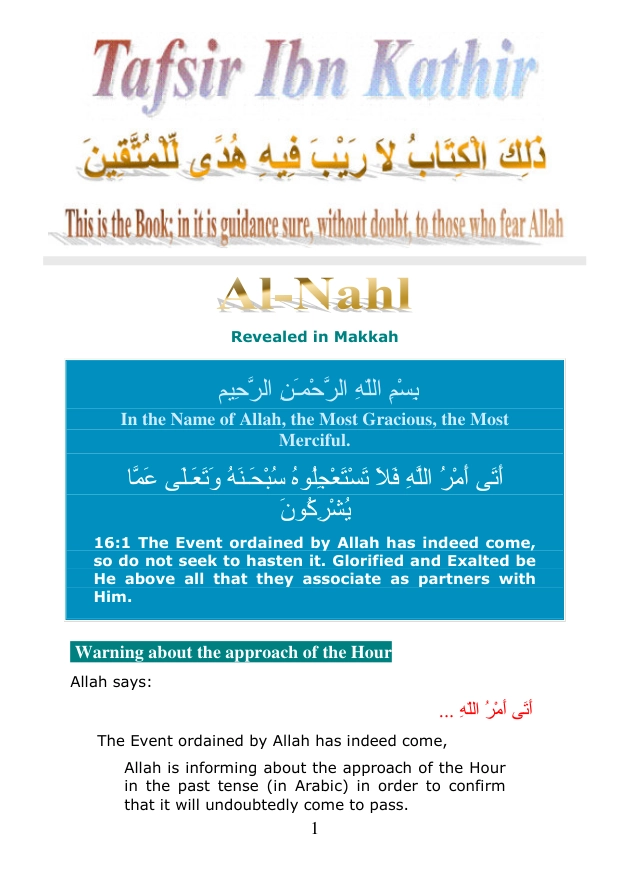 Tafsir Ibn Kathir
ذَلِكَ الْكِتَابُ لاَ رَيْبَ فِيهِ هُدًى لِّلْمُتَّقِينَ
This is the Book; in it is guidance sure, without doubt, to those who fear Allah
Al-Nahl
Revealed in Makkah
بِسْمِ اللَّهِ الرَّحْمَـنِ الرَّحِيمِ
In the Name of Allah, the Most Gracious, the Most
Merciful.
أَتَى أَمْرُ اللَّهِ فَلاَ تَسْتَعْجِلُوهُ سُبْحَـنَهُ وَتَعَـلَى عَمَّا
يُشْرِكُونَ
16:1 The Event ordained by Allah has indeed come,
so do not seek to hasten it. Glorified and Exalted be
He above all that they associate as partners with
Him.
Warning about the approach of the Hour
Allah says:
أَتَى أَمْرُ اللَّهِ ...
The Event ordained by Allah has indeed come,
Allah is informing about the approach of the Hour
in the past tense (in Arabic) in order to confirm
that it will undoubtedly come to pass.
1